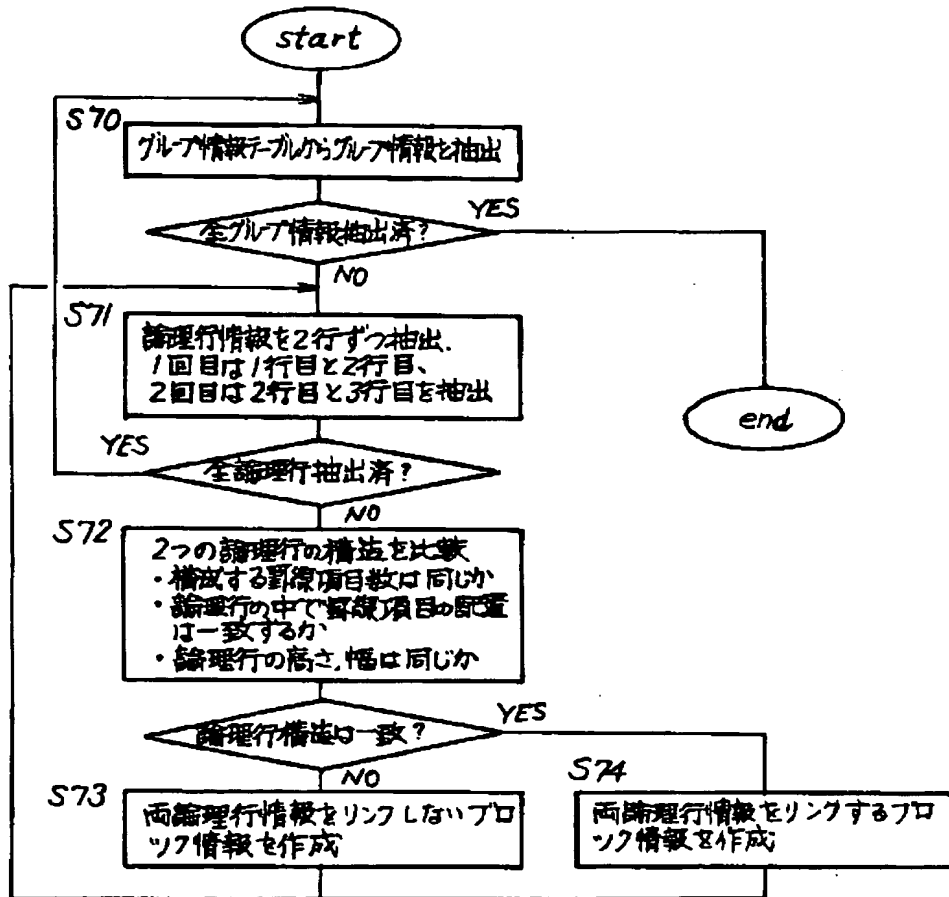 start
S70
グループ情報テーブルからグループ情報を抽出
YES
全グループ情報抽出済?
NO
S71
論理行情報を2行ずつ抽出.
1回目は1行目と2行目、
2回目は2行目と3行目を抽出
end
YES
全論理行抽出済?
NO
S72
2つの論理行の構造を比較
・構成する罫線項目数は同じか
・論理行の中で罫線項目の配置
は一致するか
・論理行の高さ,幅は同じか
YES
論理行構造は一致?
NO
S73
両論理行情報をリンクしないブロ
ック情報を作成
S74
両論理行情報をリンクするブロ
ック情報を作成